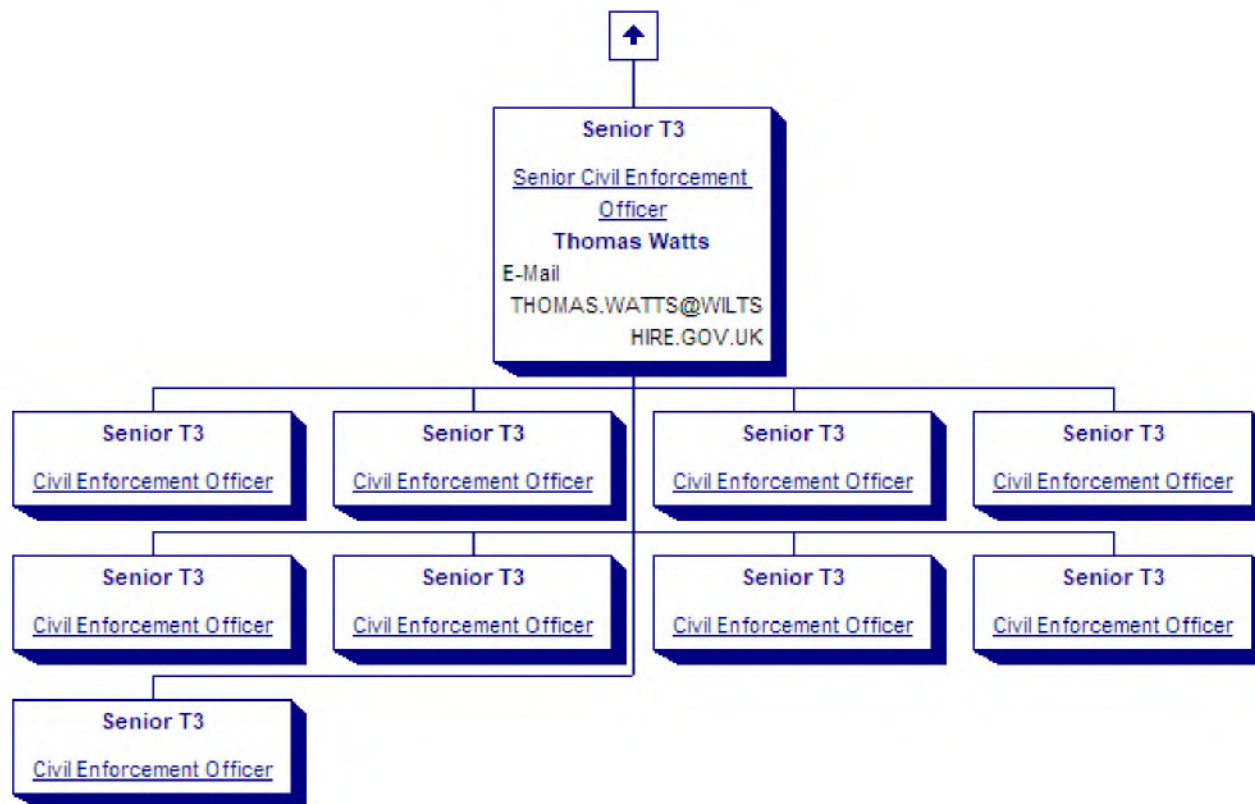 Senior T3
Senior Civil Enforcement
Officer
Thomas Watts
E-Mail
THOMAS.WATTS@WILTS
HIRE.GOV.UK
Senior T3
Civil Enforcement Officer
Senior T3
Civil Enforcement Officer
Senior T3
Civil Enforcement Officer
Senior T3
Civil Enforcement Officer
Senior T3
Civil Enforcement Officer
Senior T3
Civil Enforcement Officer
Senior T3
Civil Enforcement Officer
Senior T3
Civil Enforcement Officer
Senior T3
Civil Enforcement Officer